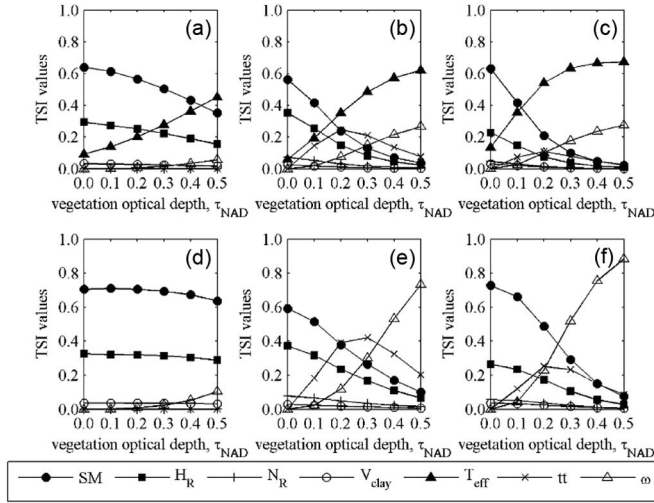 (a) (b) (c)
TSI values TSI values TSI values
1.0 1.0 1.0
0.8 0.8 0.8
0.6 0.6 0.6
0.4 0.4 0.4
0.2 0.2 0.2
0.0 0.0 0.0
0.0 0.1 0.2 0.3 0.4 0.5 0.0 0.1 0.2 0.3 0.4 0.5 0.0 0.1 0.2 0.3 0.4 0.5
vegetation optical depth, τNAD vegetation optical depth, τNAD vegetation optical depth, τNAD
(d) (e) (f)
TSI values TSI values TSI values
1.0 1.0 1.0
0.8 0.8 0.8
0.6 0.6 0.6
0.4 0.4 0.4
0.2 0.2 0.2
0.0 0.0 0.0
0.0 0.1 0.2 0.3 0.4 0.5 0.0 0.1 0.2 0.3 0.4 0.5 0.0 0.1 0.2 0.3 0.4 0.5
vegetation optical depth, τNAD vegetation optical depth, τNAD vegetation optical depth, τNAD
SM HR NR Vclay Teff tt ω